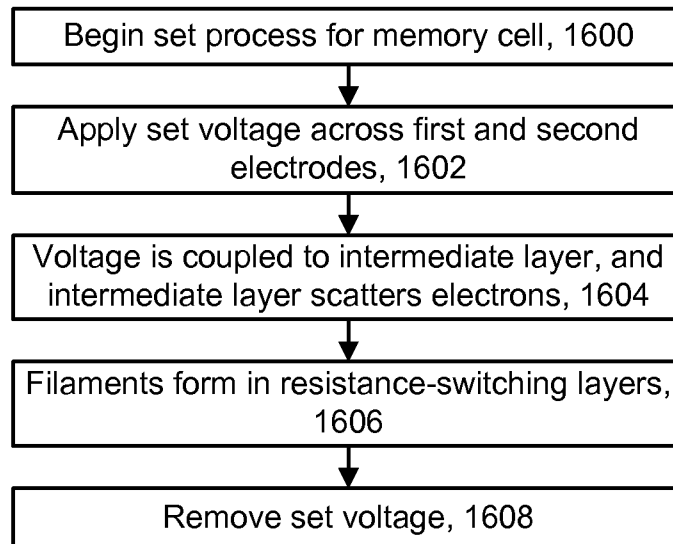 Begin set process for memory cell, 1600
Apply set voltage across first and second
electrodes, 1602
Voltage is coupled to intermediate layer, and
intermediate layer scatters electrons, 1604
Filaments form in resistance-switching layers,
1606
Remove set voltage, 1608